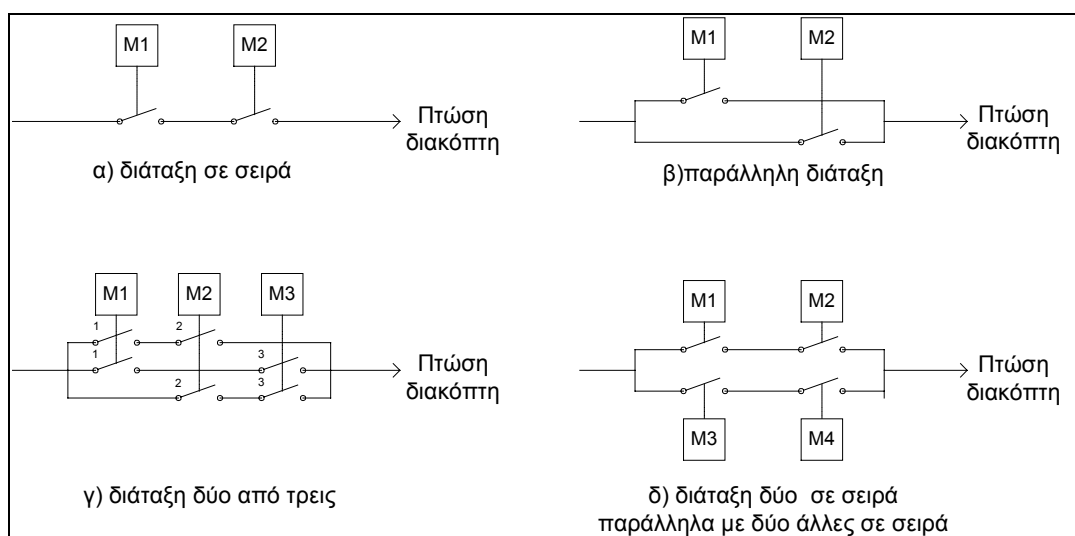 M1 M2
Πτώση
διακόπτη
α) διάταξη σε σειρά
M1 M2
Πτώση
διακόπτη
β)παράλληλη διάταξη
M1 M2 M3
1 2
1 3
2 3
Πτώση
διακόπτη
γ) διάταξη δύο από τρεις
M1 M2
Πτώση
διακόπτη
M3 M4
δ) διάταξη δύο σε σειρά
παράλληλα με δύο άλλες σε σειρά